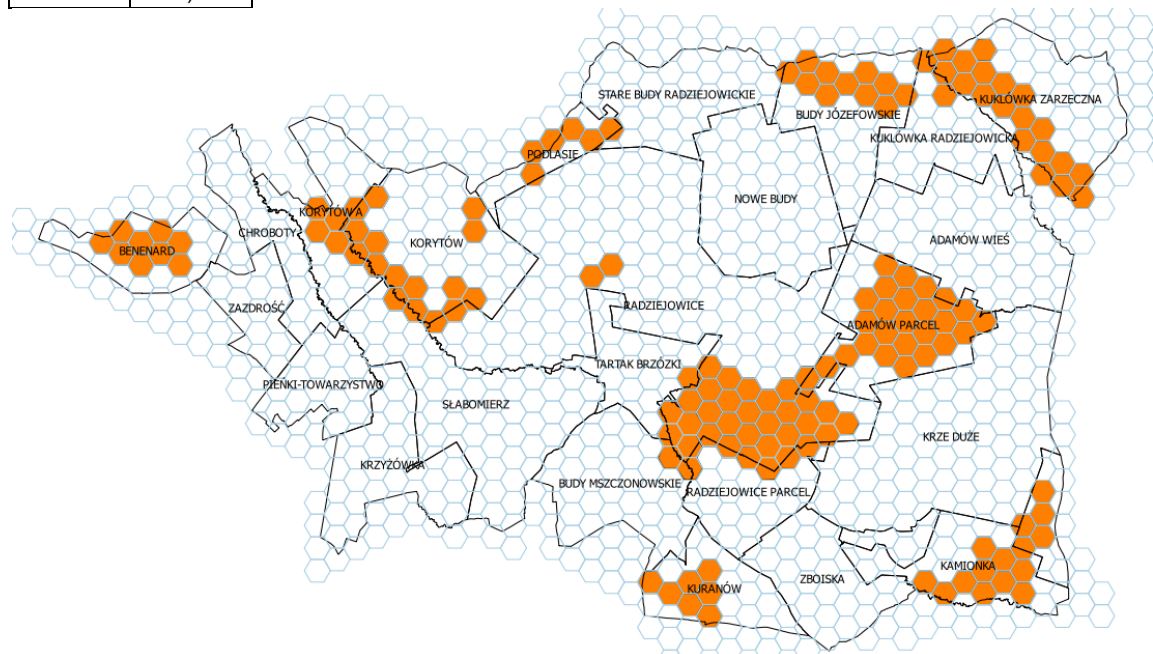 STARE BUDY RADZIEJOWICKIE
KUKLÓWKA ZARZECZNA
BUDY JÓZEFOWSKIE
KUKLÓWKA RADZIEJOWICKA
PODLASIE
NOWE BUDY
KORYTÓW A
CHROBOTY
KORYTÓW
ADAMÓW WIEŚ
BENENARD
ZAZDROŚĆ
RADZIEJOWICE
ADAMÓW PARCEL
TARTAK BRZÓZKI
PIEŃKI-TOWARZYSTWO
SŁABOMIERZ
KRZE DUŻE
KRZYŻÓWKA
BUDY MSZCZONOWSKIE
RADZIEJOWICE PARCEL
KAMIONKA
ZBOISKA
KURANÓW